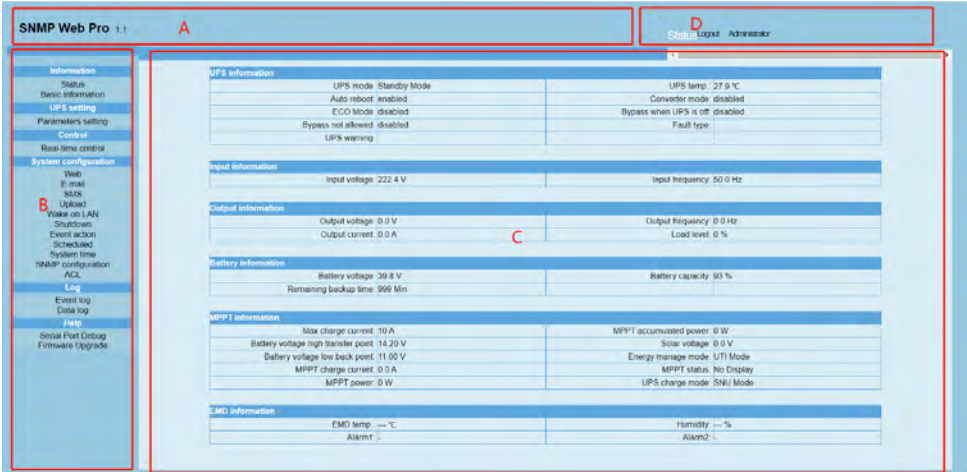 SNMP Web Pro 1.1
A
D
Status Logout Administrator
Information
Status
Basic information
UPS setting
Parameters setting
Control
Real-time control
System configuration
Web
E-mail
SMS
B
Upload
Wake on LAN
Shutdown
Event action
Scheduled
System time
SNMP configuration
ACL
Log
Event log
Data log
Help
Serial Port Debug
Firmware Upgrade
UPS information
UPS mode: Standby Mode UPS temp.: 27.9 ℃
Auto reboot: enabled Converter mode: disabled
ECO Mode: disabled Bypass when UPS is off: disabled
Bypass not allowed: disabled Fault type:
UPS warning:
Input information
Input voltage: 222.4 V Input frequency: 50.0 Hz
Output information
Output voltage: 0.0 V Output frequency: 0.0 Hz
Output current: 0.0 A Load level: 0 %
C
Battery information
Battery voltage: 39.8 V Battery capacity: 93 %
Remaining backup time: 999 Min
MPPT information
Max charge current: 10 A MPPT accumulated power: 0 W
Battery voltage high transfer point: 14.20 V Solar voltage: 0.0 V
Battery voltage low back point: 11.00 V Energy manage mode: UTI Mode
MPPT charge current: 0.0 A MPPT status: No Display
MPPT power: 0 W UPS charge mode: SNU Mode
EMD information
EMD temp.: --- ℃ Humidity: --- %
Alarm1: - Alarm2: -